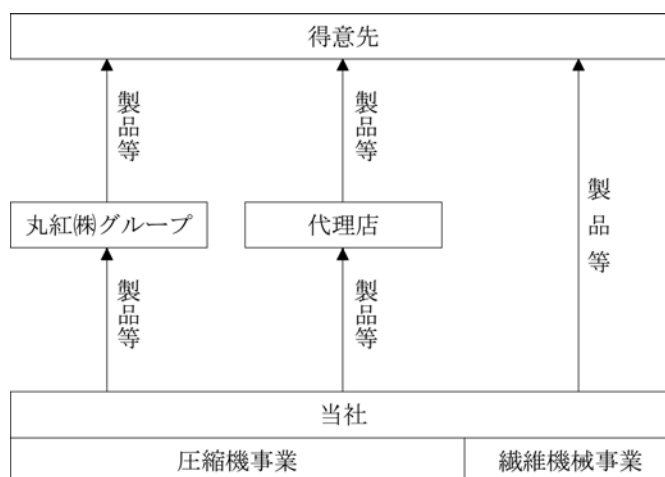 得意先
製品等
製品等
製品等
丸紅㈱グループ
代理店
製品等
製品等
当社
圧縮機事業
繊維機械事業